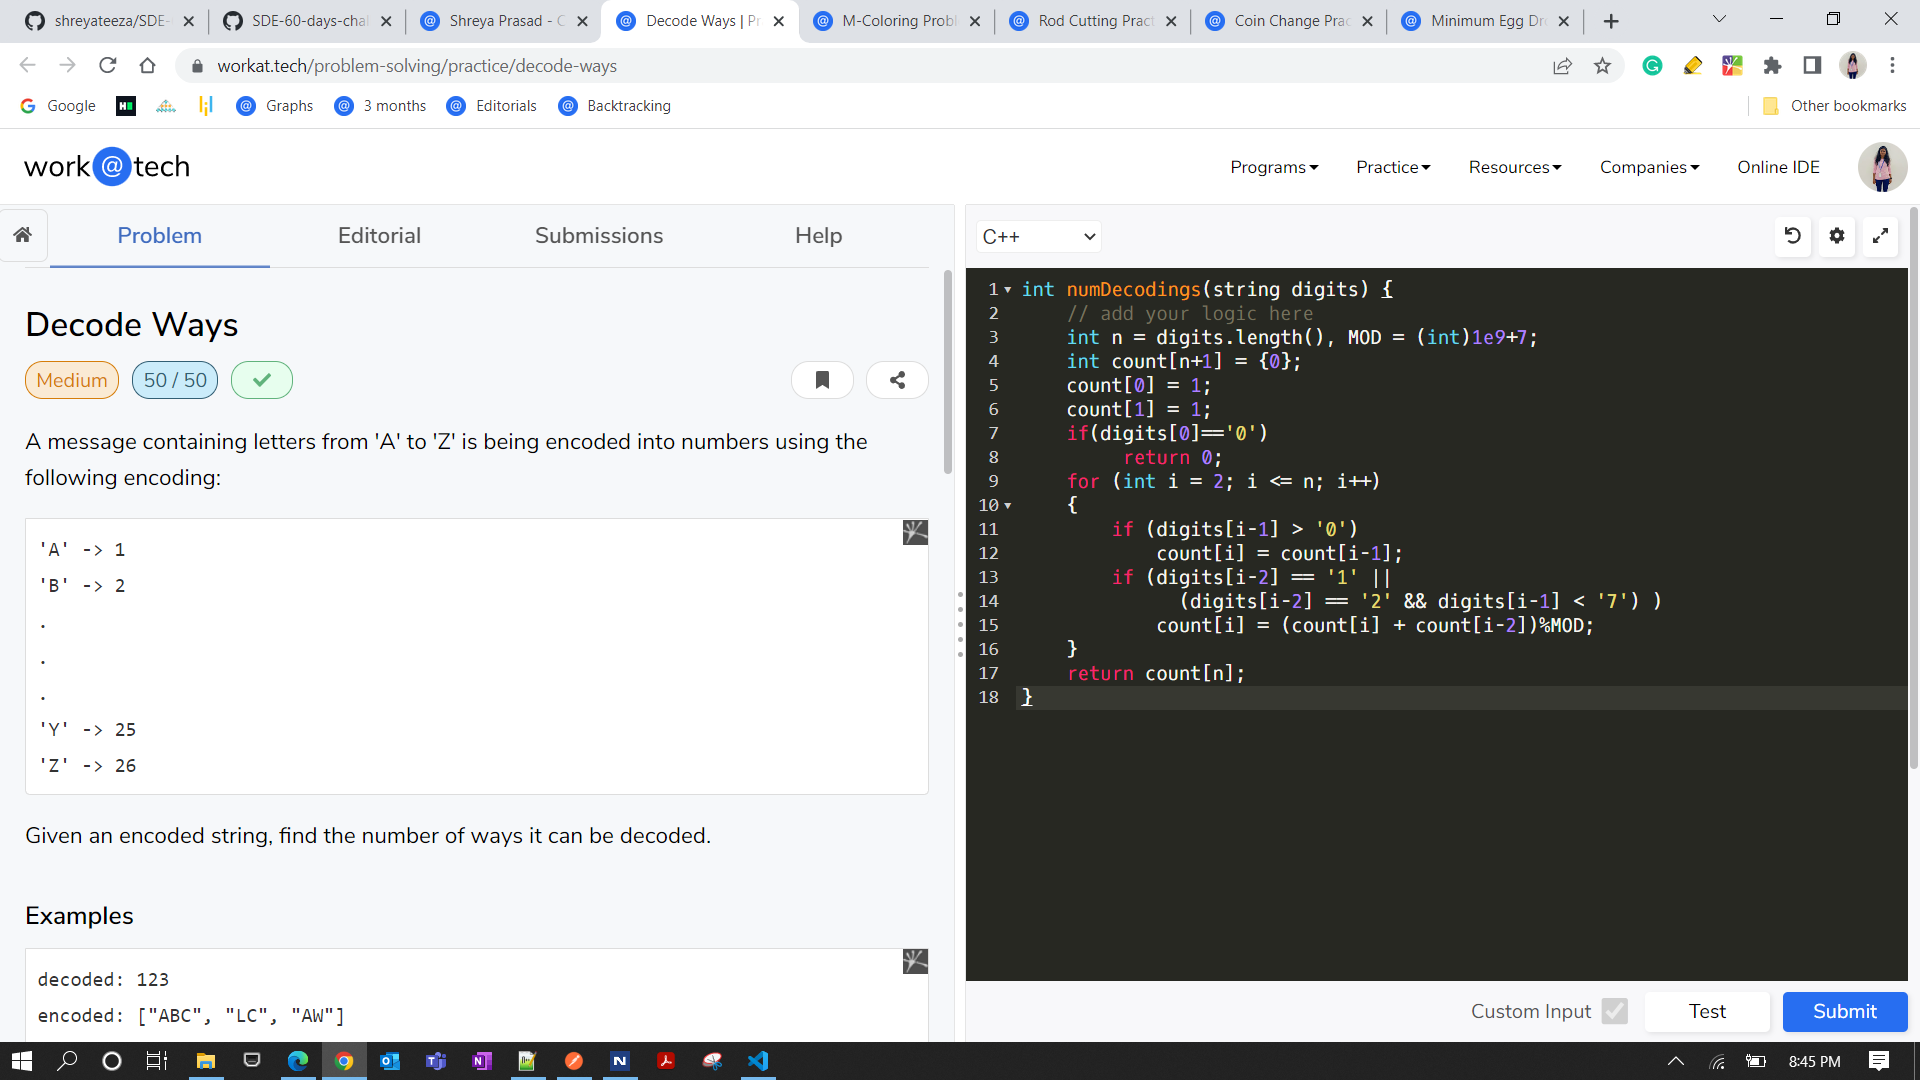 shreyateeza/SDE-
SDE-60-days-chal
Shreya Prasad - C
Decode Ways | Pr
M-Coloring Probl
Rod Cutting Pract
Coin Change Prac
Minimum Egg Dro
workat.tech/problem-solving/practice/decode-ways
Google
Graphs
3 months
Editorials
Backtracking
Other bookmarks
work@tech
Programs
Practice
Resources
Companies
Online IDE
Problem
Editorial
Submissions
Help
Decode Ways
Medium
50 / 50
A message containing letters from 'A' to 'Z' is being encoded into numbers using the
following encoding:
'A' -> 1
'B' -> 2
.
.
.
'Y' -> 25
'Z' -> 26
Given an encoded string, find the number of ways it can be decoded.
Examples
decoded: 123
encoded: ["ABC", "LC", "AW"]
C++
1 int numDecodings(string digits) {
2 // add your logic here
3 int n = digits.length(), MOD = (int)1e9+7;
4 int count[n+1] = {0};
5 count[0] = 1;
6 count[1] = 1;
7 if(digits[0]=='0')
8 return 0;
9 for (int i = 2; i <= n; i++)
10 {
11 if (digits[i-1] > '0')
12 count[i] = count[i-1];
13 if (digits[i-2] == '1' ||
14 (digits[i-2] == '2' && digits[i-1] < '7') )
15 count[i] = (count[i] + count[i-2])%MOD;
16 }
17 return count[n];
18 }
Custom Input
Test
Submit
8:45 PM